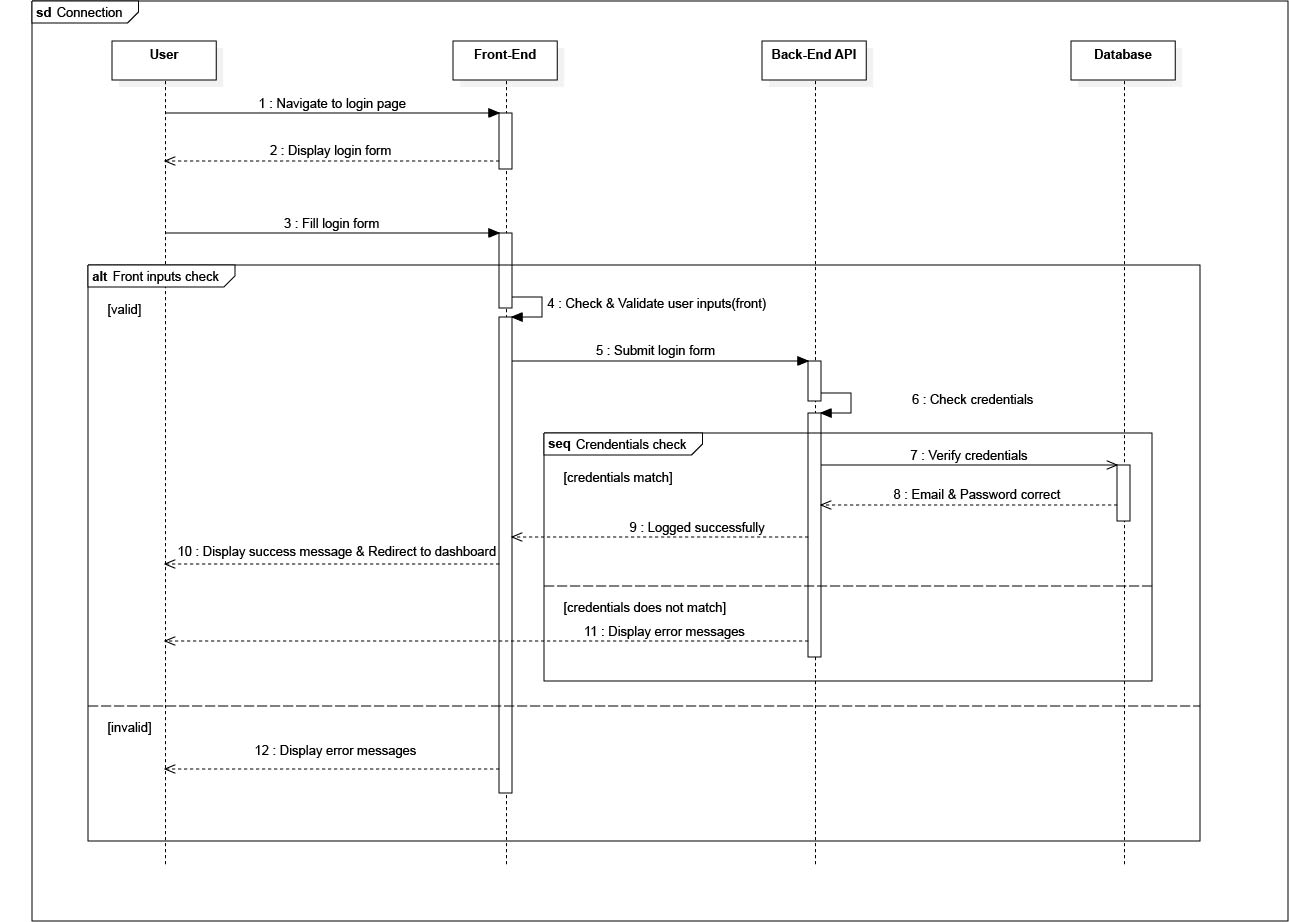 sd Connection
User
Front-End
Back-End API
Database
1 : Navigate to login page
2 : Display login form
3 : Fill login form
alt Front inputs check
[valid]
4 : Check & Validate user inputs(front)
5 : Submit login form
6 : Check credentials
seq Crendentials check
[credentials match]
7 : Verify credentials
8 : Email & Password correct
9 : Logged successfully
10 : Display success message & Redirect to dashboard
[credentials does not match]
11 : Display error messages
[invalid]
12 : Display error messages